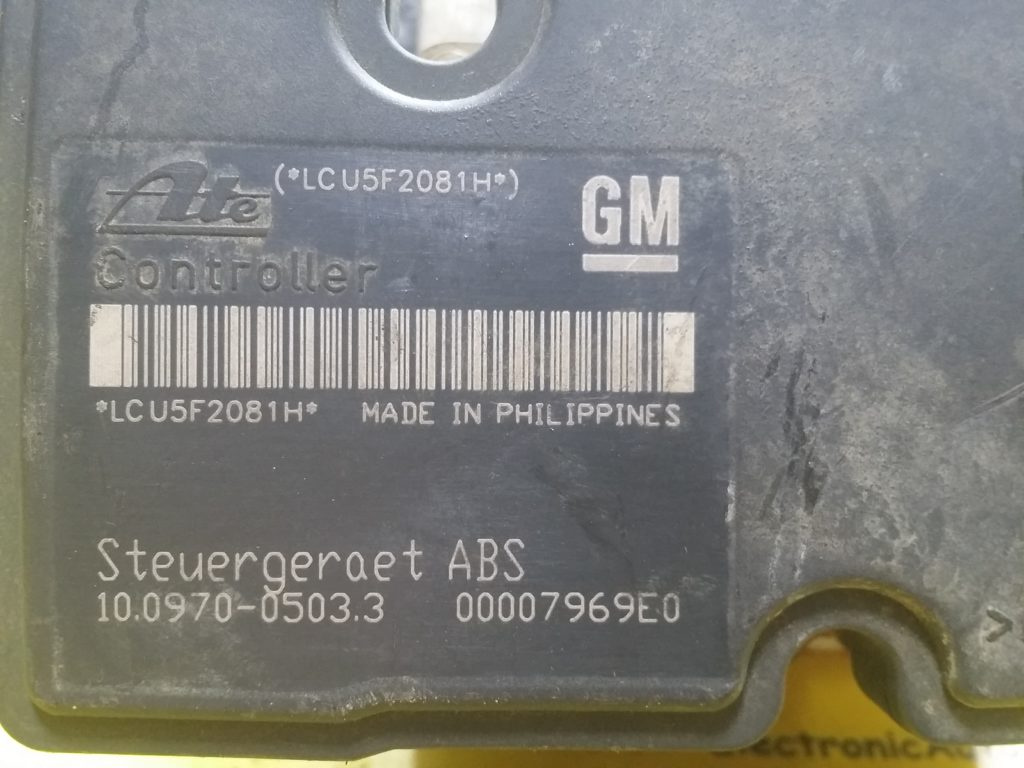 Ate (*LCU5F2081H*)
GM
Controller
*LCU5F2081H* MADE IN PHILIPPINES
Steuergeraet ABS
10.0970-0503.3 00007969E0
>